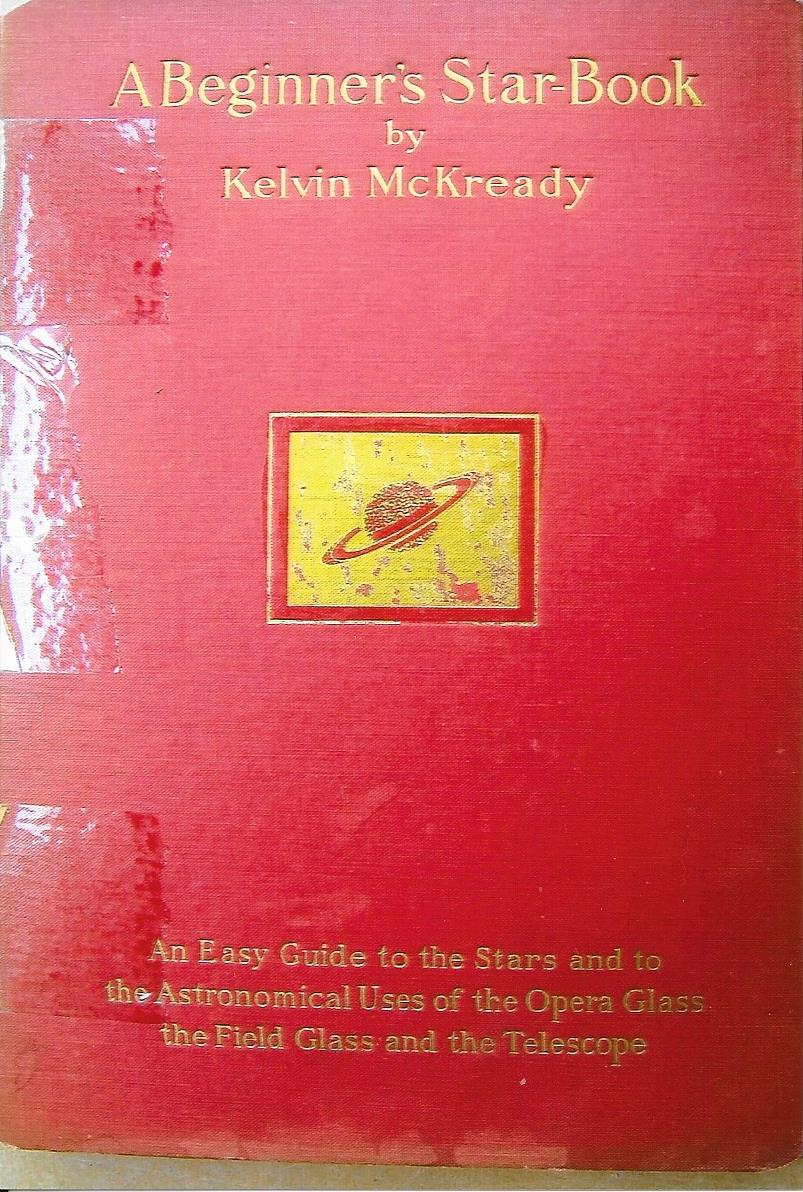 A Beginner's Star-Book
by
Kelvin McKready
An Easy Guide to the Stars and to
the Astronomical Uses of the Opera Glass
the Field Glass and the Telescope